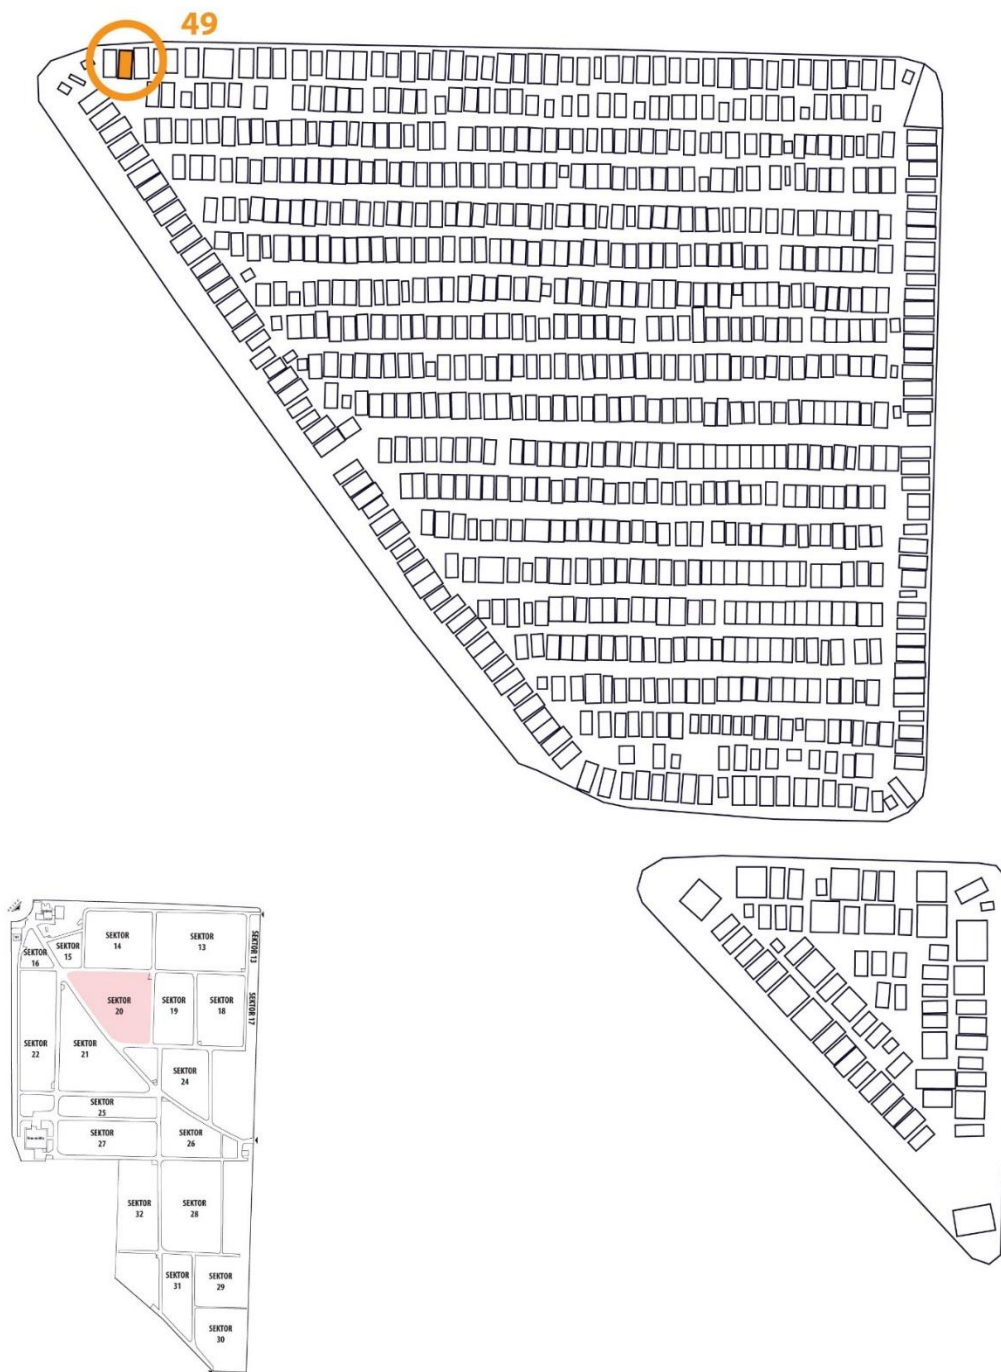 49
SEKTOR
14
SEKTOR
13
SEKTOR
15
SEKTOR
16
SEKTOR 13
SEKTOR 17
SEKTOR
20
SEKTOR
19
SEKTOR
18
SEKTOR
22
SEKTOR
21
SEKTOR
24
SEKTOR
25
SEKTOR
27
SEKTOR
26
SEKTOR
32
SEKTOR
28
SEKTOR
31
SEKTOR
29
SEKTOR
30